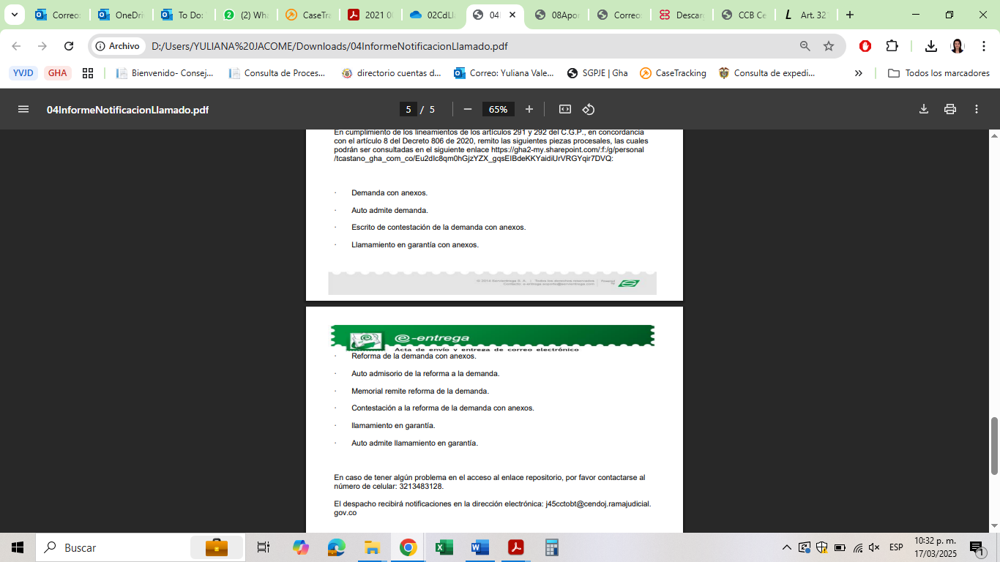 Correo
OneDri
To Do:
(2) Wha
CaseTra
2021 0
02CdLl
04
08Apor
Correo
Descar
CCB Ce
Art. 32
Archivo
D:/Users/YULIANA%20JACOME/Downloads/04InformeNotificacionLlamado.pdf
YVJD
GHA
Bienvenido- Consej...
Consulta de Proces...
directorio cuentas d...
Correo: Yuliana Vale...
SGPJE | Gha
CaseTracking
Consulta de expedi...
Todos los marcadores
04InformeNotificacionLlamado.pdf
5 / 5
65%
En cumplimiento de los lineamientos de los artículos 291 y 292 del C.G.P., en concordancia
con el artículo 8 del Decreto 806 de 2020, remito las siguientes piezas procesales, las cuales
podrán ser consultadas en el siguiente enlace https://gha2-my.sharepoint.com/:f:/g/personal
/tcastano_gha_com_co/Eu2dIc8qm0hGjzYZX_gqsEIBdeKKYaidiUrVRGYqir7DVQ:
· Demanda con anexos.
· Auto admite demanda.
· Escrito de contestación de la demanda con anexos.
· Llamamiento en garantía con anexos.
© 2014 Servientrega S. A. | Todos los derechos reservados
Contacto: e-entrega.soporte@servientrega.com
Powered
by
e-entrega
Acta de envío y entrega de correo electrónico
· Reforma de la demanda con anexos.
· Auto admisorio de la reforma a la demanda.
· Memorial remite reforma de la demanda.
· Contestación a la reforma de la demanda con anexos.
· llamamiento en garantía.
· Auto admite llamamiento en garantía.
En caso de tener algún problema en el acceso al enlace repositorio, por favor contactarse al
número de celular: 3213483128.
El despacho recibirá notificaciones en la dirección electrónica: j45cctobt@cendoj.ramajudicial.
gov.co
Buscar
ESP
10:32 p. m.
17/03/2025
1